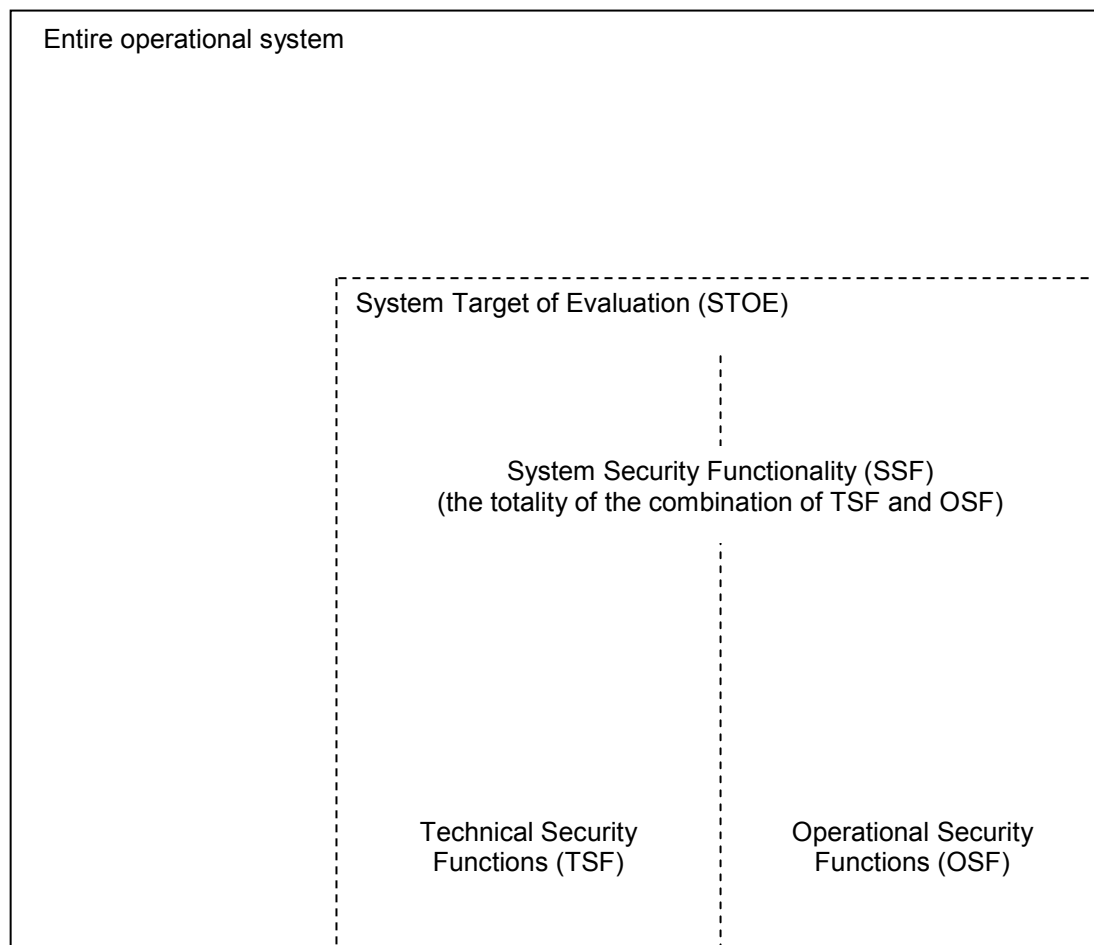 Entire operational system
System Target of Evaluation (STOE)
System Security Functionality (SSF)
(the totality of the combination of TSF and OSF)
Technical Security
Functions (TSF)
Operational Security
Functions (OSF)